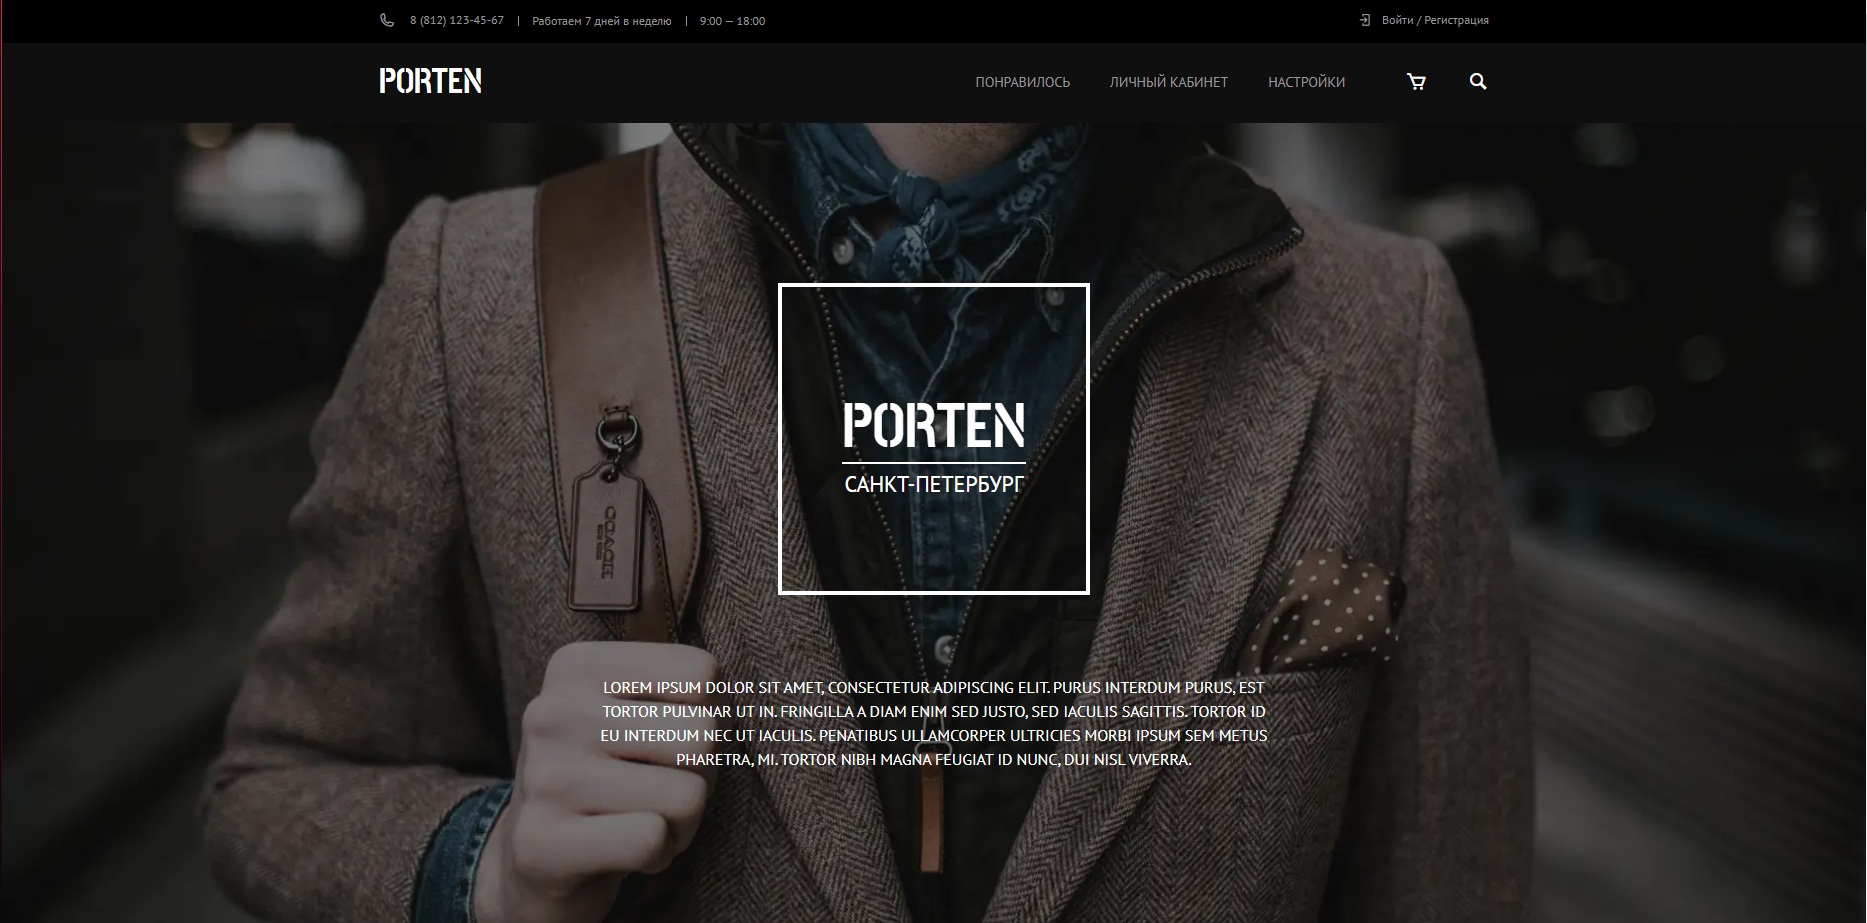 8 (812) 123-45-67 | Работаем 7 дней в неделю | 9:00 — 18:00
Войти / Регистрация
PORTEN
ПОНРАВИЛОСЬ ЛИЧНЫЙ КАБИНЕТ НАСТРОЙКИ
PORTEN
САНКТ-ПЕТЕРБУРГ
COACH
LOREM IPSUM DOLOR SIT AMET, CONSECTETUR ADIPISCING ELIT. PURUS INTERDUM PURUS, EST
TORTOR PULVINAR UT IN. FRINGILLA A DIAM ENIM SED JUSTO, SED IACULIS SAGITTIS. TORTOR ID
EU INTERDUM NEC UT IACULIS. PENATIBUS ULLAMCORPER ULTRICIES MORBI IPSUM SEM METUS
PHARETRA, MI. TORTOR NIBH MAGNA FEUGIAT ID NUNC, DUI NISL VIVERRA.